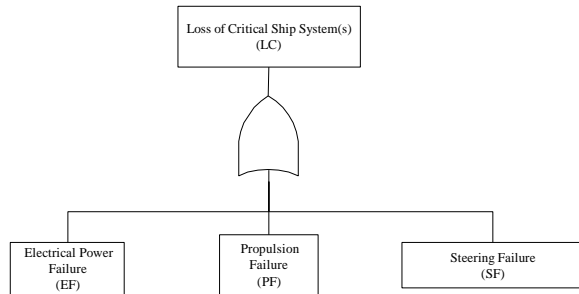 Loss of Critical Ship System(s)
(LC)
Electrical Power
Failure
(EF)
Propulsion
Failure
(PF)
Steering Failure
(SF)